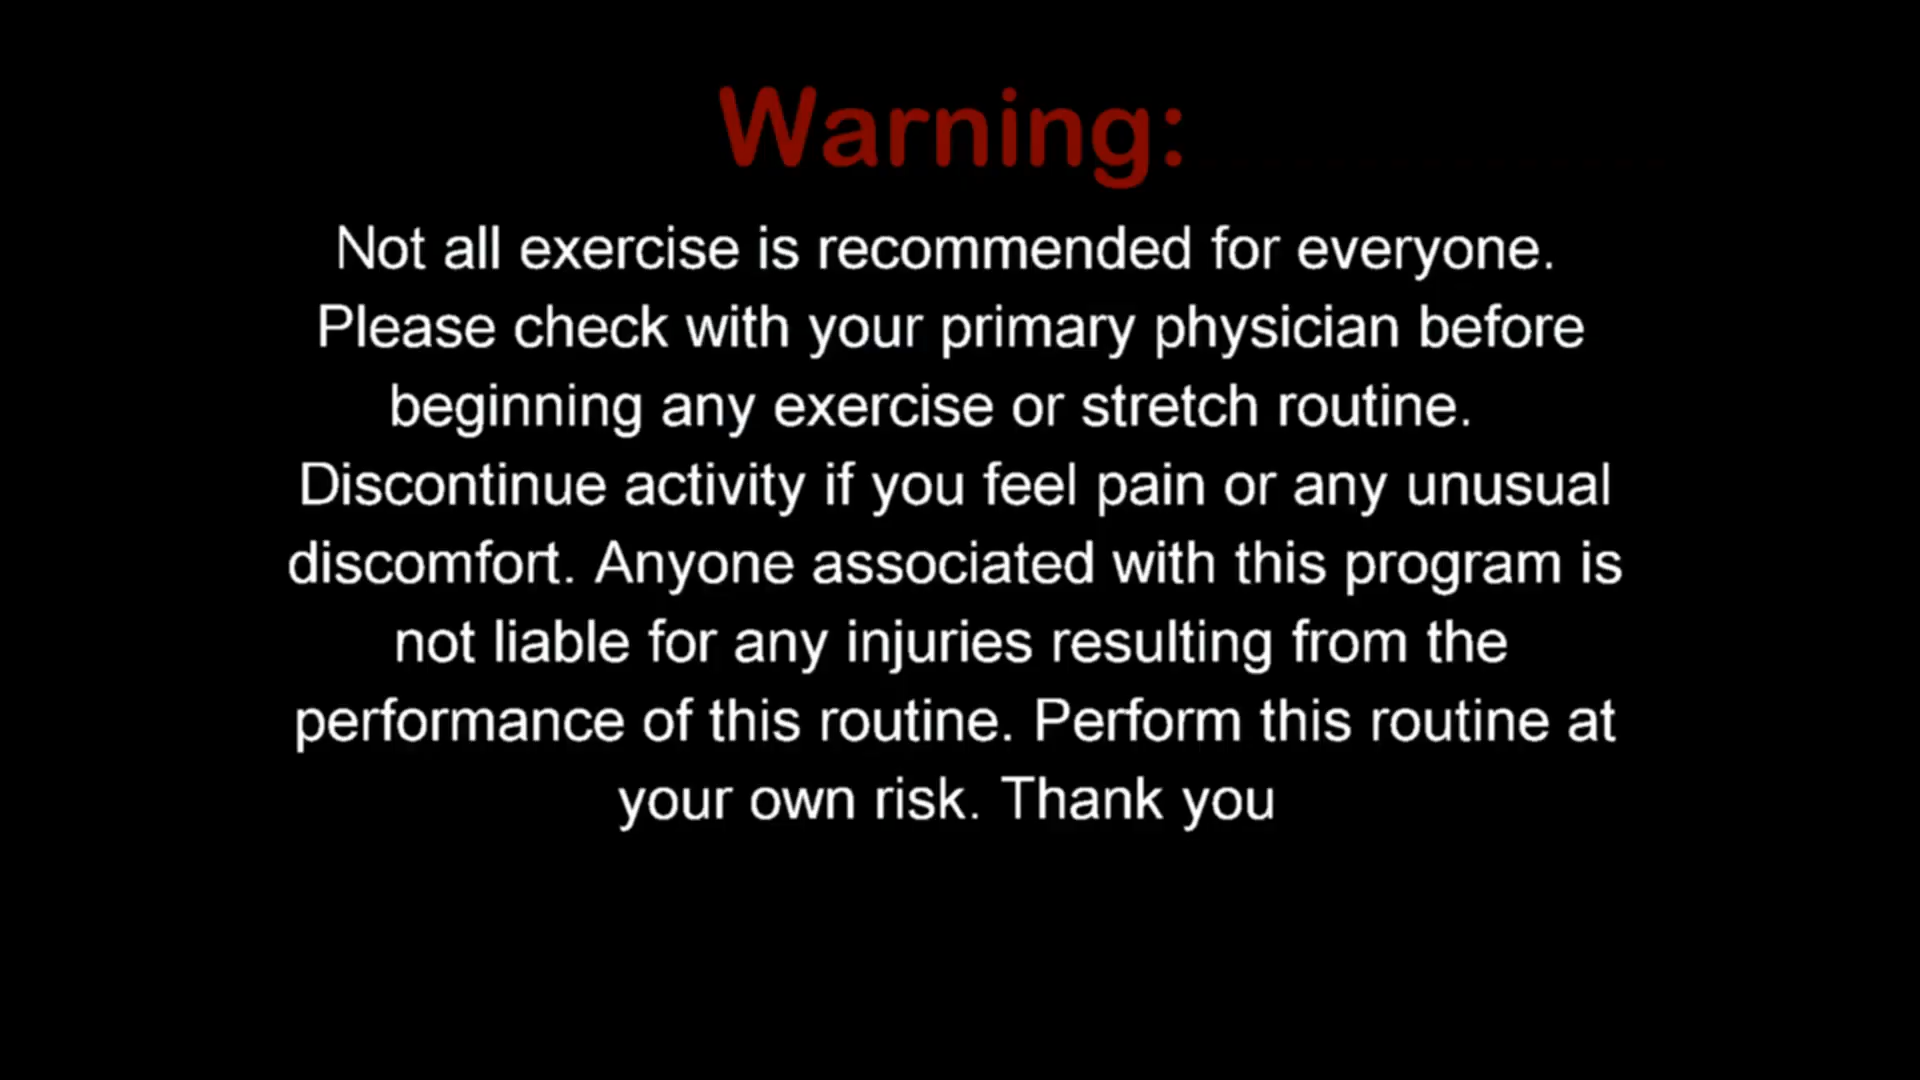 Warning:
Not all exercise is recommended for everyone.
Please check with your primary physician before
beginning any exercise or stretch routine.
Discontinue activity if you feel pain or any unusual
discomfort. Anyone associated with this program is
not liable for any injuries resulting from the
performance of this routine. Perform this routine at
your own risk. Thank you